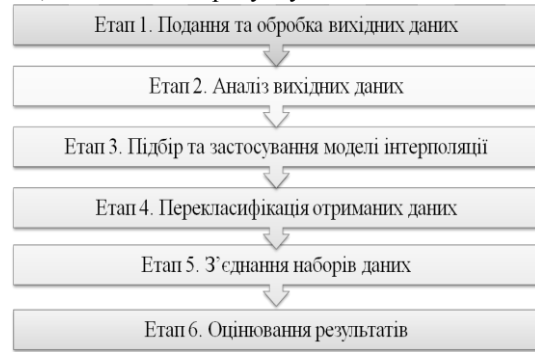 Етап 1. Подання та обробка вихідних даних
Етап 2. Аналіз вихідних даних
Етап 3. Підбір та застосування моделі інтерполяції
Етап 4. Перекласифікація отриманих даних
Етап 5. З’єднання наборів даних
Етап 6. Оцінювання результатів